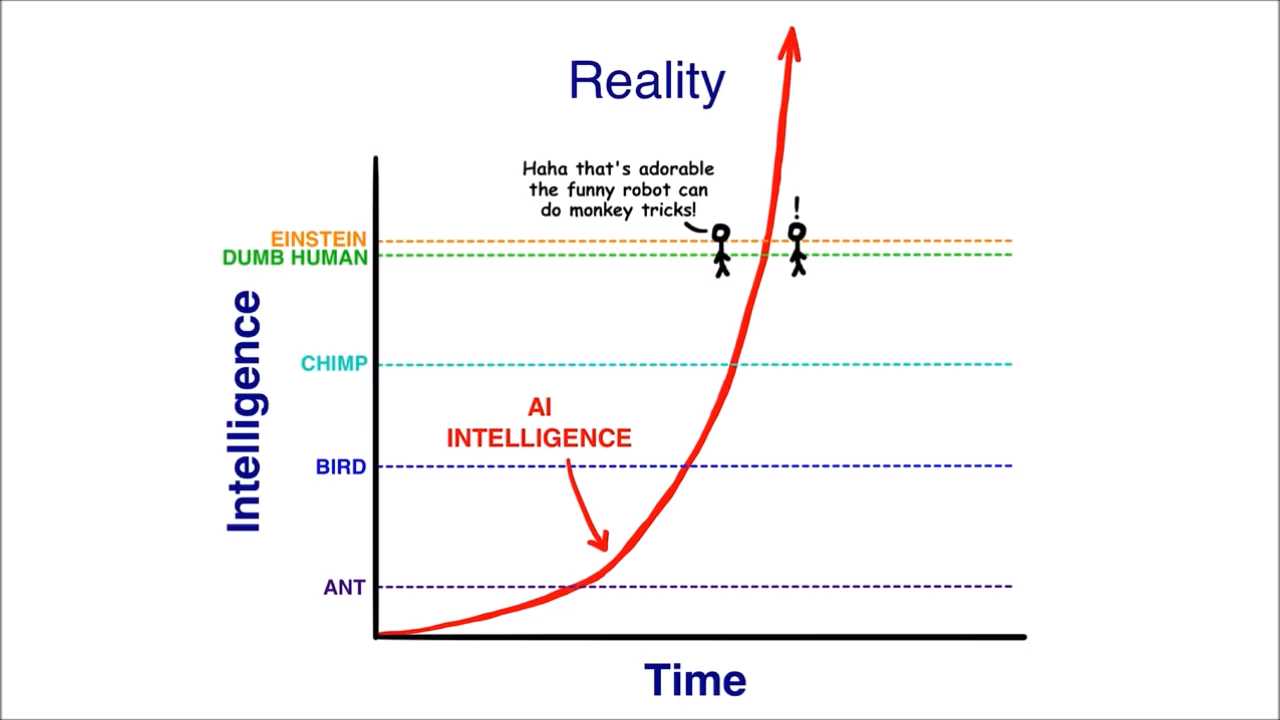 Reality
Haha that's adorable
the funny robot can
do monkey tricks!
!
EINSTEIN
DUMB HUMAN
CHIMP
AI
INTELLIGENCE
BIRD
ANT
Intelligence
Time